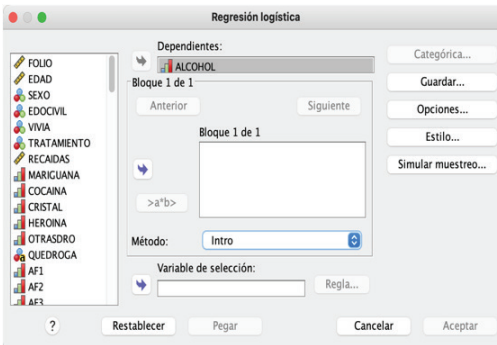 Regresión logística
FOLIO
EDAD
SEXO
EDOCIVIL
VIVIA
TRATAMIENTO
RECAIDAS
MARIGUANA
COCAINA
CRISTAL
HEROINA
OTRASDRO
QUEDROGA
AF1
AF2
AF3
Dependientes:
ALCOHOL
Bloque 1 de 1
Anterior
Siguiente
Bloque 1 de 1
>a*b>
Método:
Intro
Variable de selección:
Regla...
Categórica...
Guardar...
Opciones...
Estilo...
Simular muestreo...
?
Restablecer
Pegar
Cancelar
Aceptar